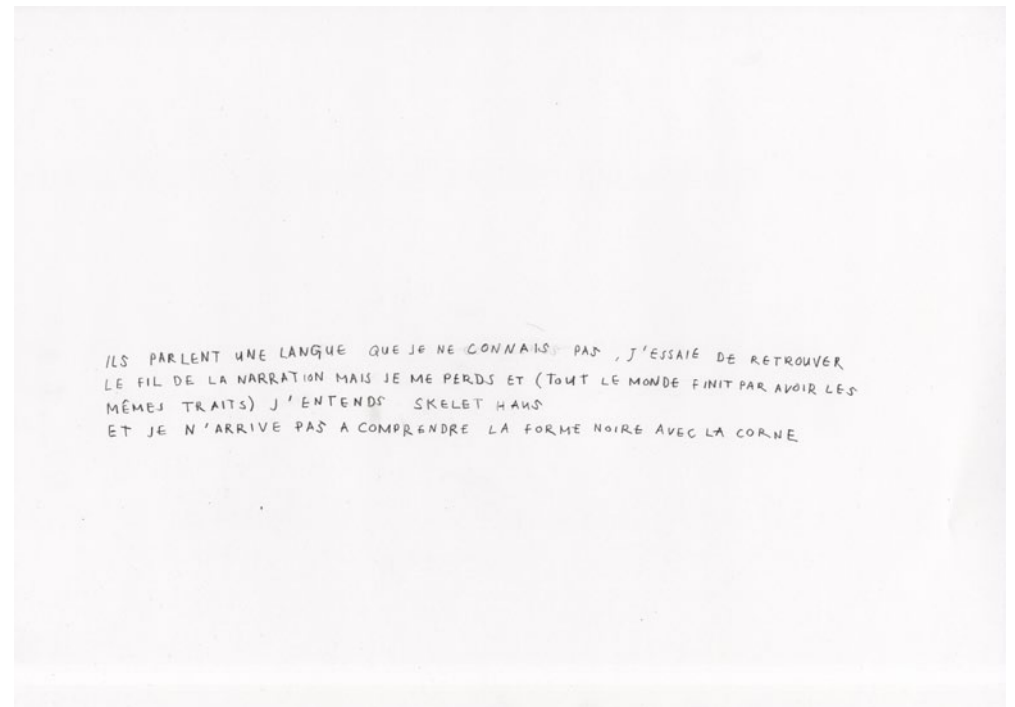 ILS PARLENT UNE LANGUE QUE JE NE CONNAIS PAS, J'ESSAIE DE RETROUVER
LE FIL DE LA NARRATION MAIS JE ME PERDS ET (TOUT LE MONDE FINIT PAR AVOIR LES
MÊMES TRAITS) J'ENTENDS SKELET HAUS
ET JE N'ARRIVE PAS A COMPRENDRE LA FORME NOIRE AVEC LA CORNE